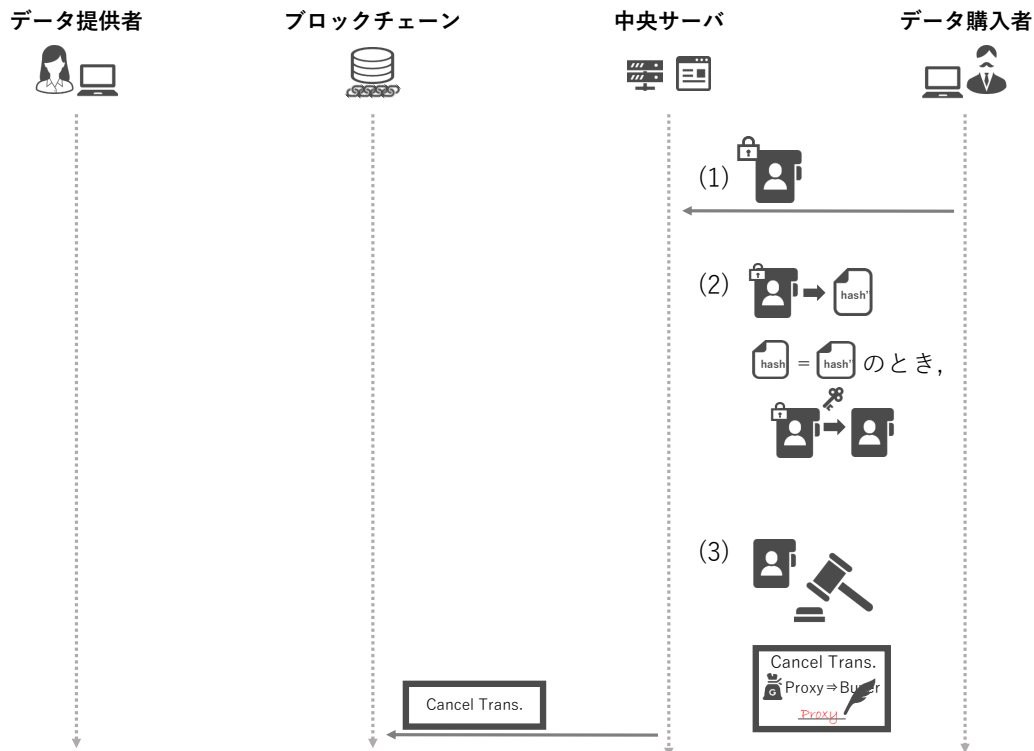 データ提供者
ブロックチェーン
中央サーバ
データ購入者
(1)
(2)
hash'
hash = hash' のとき,
(3)
Cancel Trans.
G Proxy⇒Buyer
Proxy
Cancel Trans.